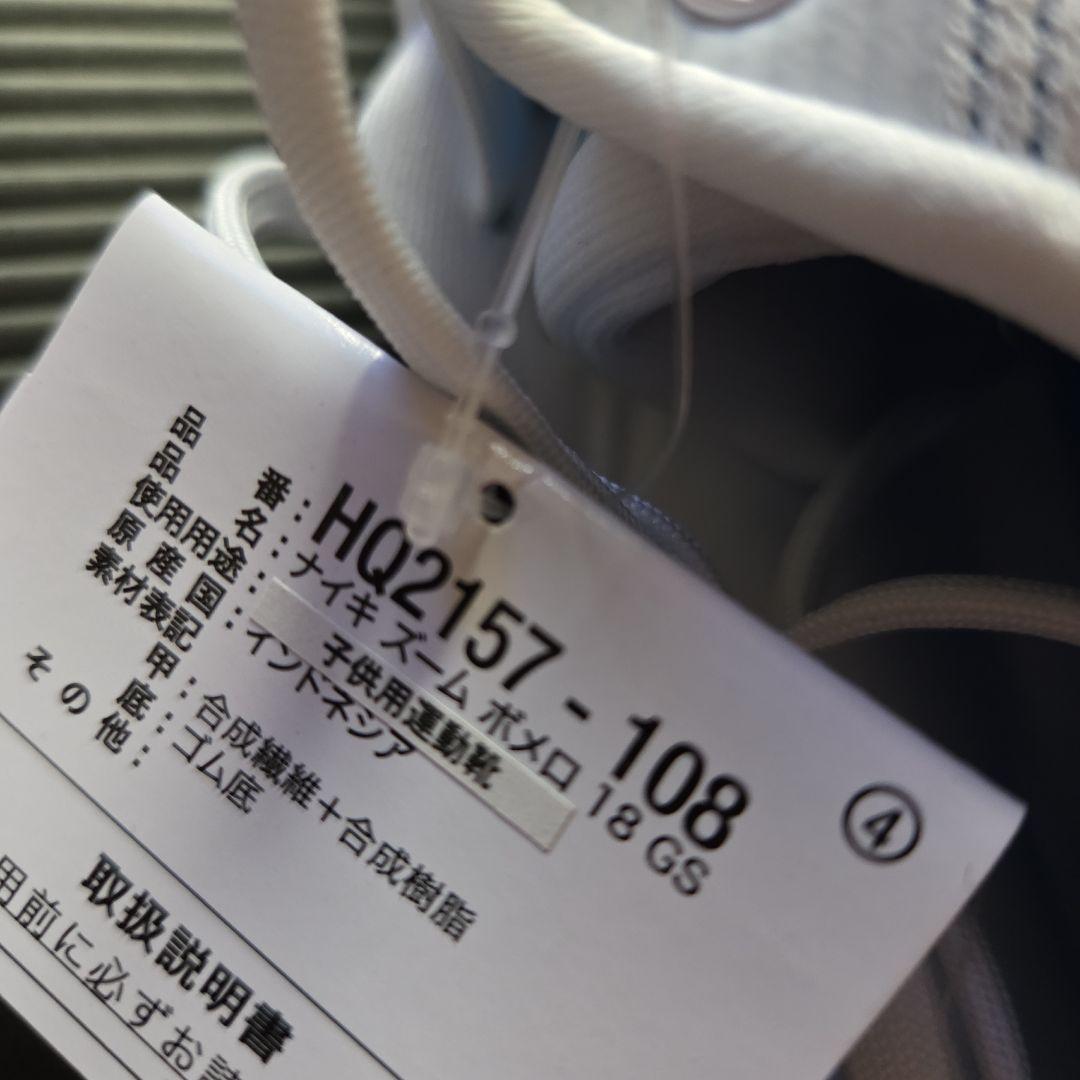 品 番：HQ2157 - 108
品 名：ナイキ ズーム ボメロ 18 GS
使用用途：子供用運動靴
原産国：インドネシア
素材表記
甲：合成繊維＋合成樹脂
底：ゴム底
その他：
④
取扱説明書
用前に必ずお読